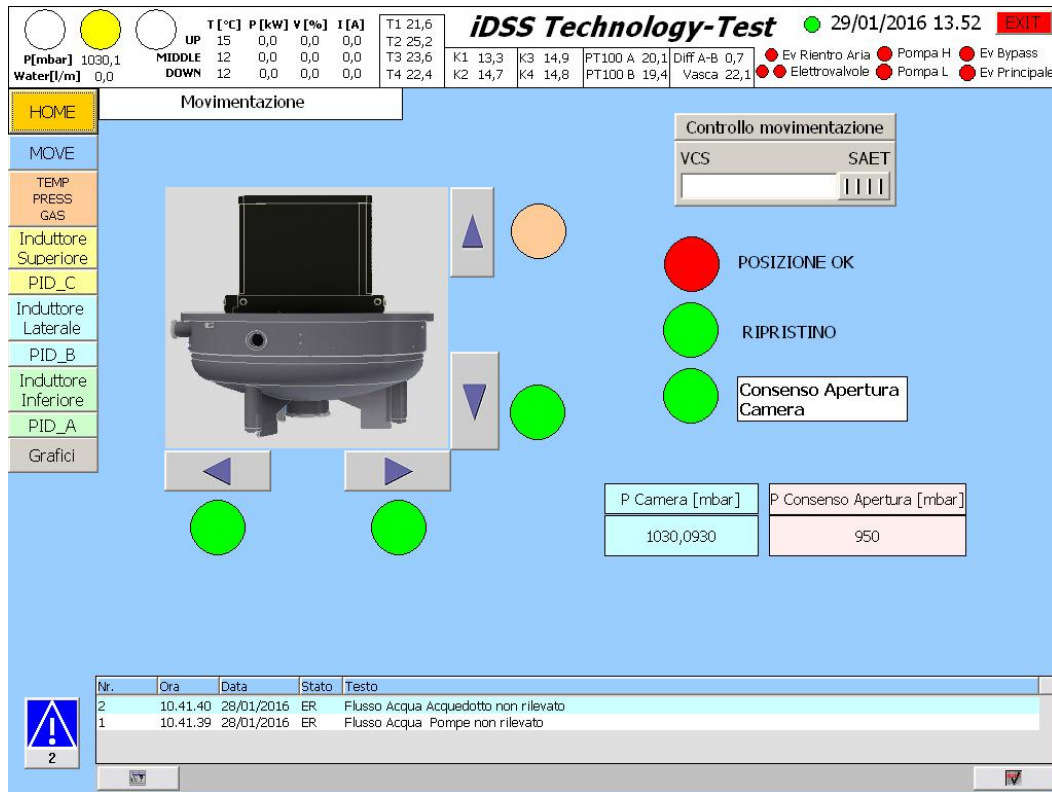 T [°C] P [kW] V [%] I [A]
UP 15 0,0 0,0 0,0
MIDDLE 12 0,0 0,0 0,0
DOWN 12 0,0 0,0 0,0
P[mbar] 1030,1
Water[l/m] 0,0
T1 21,6
T2 25,2
T3 23,6
T4 22,4
iDSS Technology-Test
29/01/2016 13.52
EXIT
K1 13,3 K3 14,9 PT100 A 20,1 Diff A-B 0,7
K2 14,7 K4 14,8 PT100 B 19,4 Vasca 22,1
Ev Rientro Aria Pompa H Ev Bypass
Elettrovalvole Pompa L Ev Principale
HOME
MOVE
TEMP
PRESS
GAS
Induttore
Superiore
PID_C
Induttore
Laterale
PID_B
Induttore
Inferiore
PID_A
Grafici
Movimentazione
Controllo movimentazione
VCS SAET
POSIZIONE OK
RIPRISTINO
Consenso Apertura
Camera
P Camera [mbar] P Consenso Apertura [mbar]
1030,0930 950
Nr. Ora Data Stato Testo
2 10.41.40 28/01/2016 ER Flusso Acqua Acquedotto non rilevato
1 10.41.39 28/01/2016 ER Flusso Acqua Pompe non rilevato
2